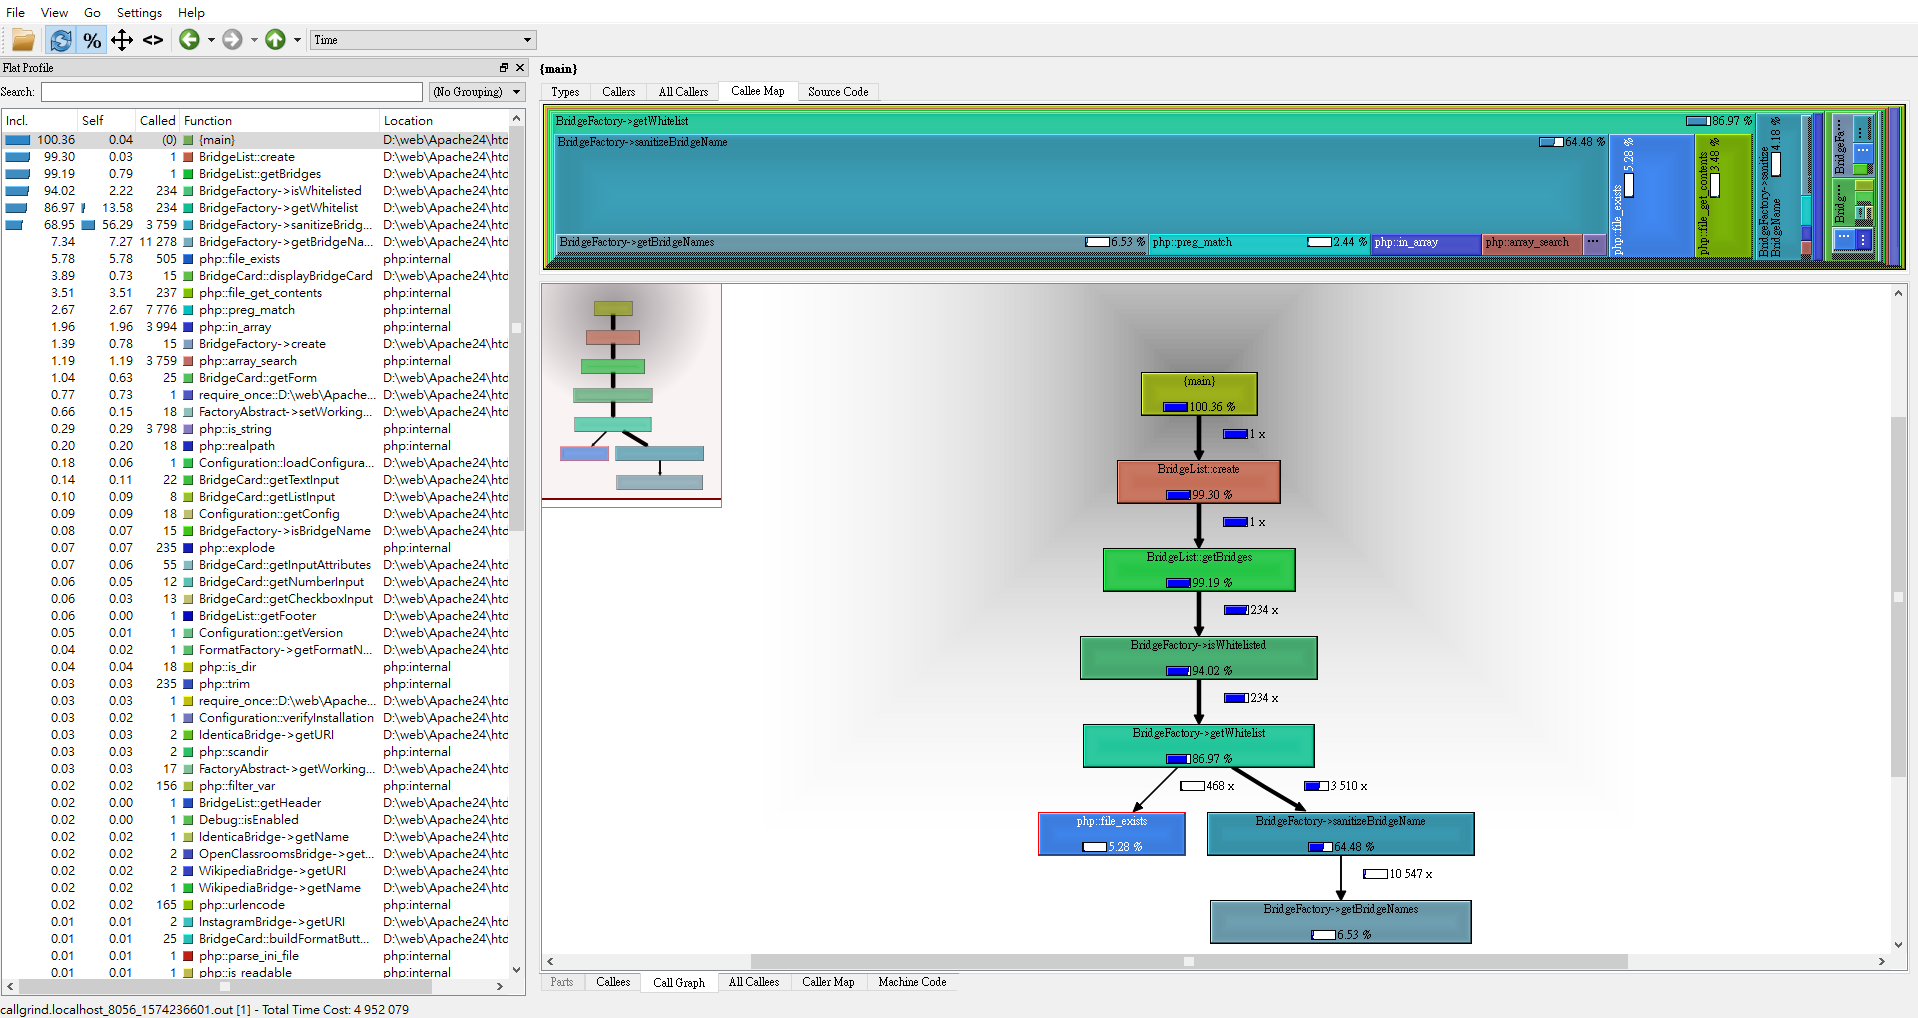 File View Go Settings Help
% <> Time
Flat Profile
Search: (No Grouping)
Incl. Self Called Function Location
100.36 0.04 (0) {main} D:\web\Apache24\htc
99.30 0.03 1 BridgeList::create D:\web\Apache24\htc
99.19 0.79 1 BridgeList::getBridges D:\web\Apache24\htc
94.02 2.22 234 BridgeFactory->isWhitelisted D:\web\Apache24\htc
86.97 13.58 234 BridgeFactory->getWhitelist D:\web\Apache24\htc
68.95 56.29 3 759 BridgeFactory->sanitizeBridg... D:\web\Apache24\htc
7.34 7.27 11 278 BridgeFactory->getBridgeNa... D:\web\Apache24\htc
5.78 5.78 505 php::file_exists php:internal
3.89 0.73 15 BridgeCard::displayBridgeCard D:\web\Apache24\htc
3.51 3.51 237 php::file_get_contents php:internal
2.67 2.67 7 776 php::preg_match php:internal
1.96 1.96 3 994 php::in_array php:internal
1.39 0.78 15 BridgeFactory->create D:\web\Apache24\htc
1.19 1.19 3 759 php::array_search php:internal
1.04 0.63 25 BridgeCard::getForm D:\web\Apache24\htc
0.77 0.73 1 require_once::D:\web\Apache... D:\web\Apache24\htc
0.66 0.15 18 FactoryAbstract->setWorking... D:\web\Apache24\htc
0.29 0.29 3 798 php::is_string php:internal
0.20 0.20 18 php::realpath php:internal
0.18 0.06 1 Configuration::loadConfigura... D:\web\Apache24\htc
0.14 0.11 22 BridgeCard::getTextInput D:\web\Apache24\htc
0.10 0.09 8 BridgeCard::getListInput D:\web\Apache24\htc
0.09 0.09 18 Configuration::getConfig D:\web\Apache24\htc
0.08 0.07 15 BridgeFactory->isBridgeName D:\web\Apache24\htc
0.07 0.07 235 php::explode php:internal
0.07 0.06 55 BridgeCard::getInputAttributes D:\web\Apache24\htc
0.06 0.05 12 BridgeCard::getNumberInput D:\web\Apache24\htc
0.06 0.03 13 BridgeCard::getCheckboxInput D:\web\Apache24\htc
0.06 0.00 1 BridgeList::getFooter D:\web\Apache24\htc
0.05 0.01 1 Configuration::getVersion D:\web\Apache24\htc
0.04 0.02 1 FormatFactory->getFormatN... D:\web\Apache24\htc
0.04 0.04 18 php::is_dir php:internal
0.03 0.03 235 php::trim php:internal
0.03 0.03 1 require_once::D:\web\Apache... D:\web\Apache24\htc
0.03 0.02 1 Configuration::verifyInstallation D:\web\Apache24\htc
0.03 0.03 2 IdenticaBridge->getURI D:\web\Apache24\htc
0.03 0.03 2 php::scandir php:internal
0.03 0.03 17 FactoryAbstract->getWorking... D:\web\Apache24\htc
0.02 0.02 156 php::filter_var php:internal
0.02 0.00 1 BridgeList::getHeader D:\web\Apache24\htc
0.02 0.00 1 Debug::isEnabled D:\web\Apache24\htc
0.02 0.02 1 IdenticaBridge->getName D:\web\Apache24\htc
0.02 0.02 2 OpenClassroomsBridge->get... D:\web\Apache24\htc
0.02 0.02 2 WikipediaBridge->getURI D:\web\Apache24\htc
0.02 0.02 1 WikipediaBridge->getName D:\web\Apache24\htc
0.02 0.02 165 php::urlencode php:internal
0.01 0.01 2 InstagramBridge->getURI D:\web\Apache24\htc
0.01 0.01 25 BridgeCard::buildFormatButt... D:\web\Apache24\htc
0.01 0.01 1 php::parse_ini_file php:internal
0.01 0.01 1 php::is_readable php:internal
{main}
Types Callers All Callers Callee Map Source Code
BridgeFactory->getWhitelist 86.97 %
BridgeFactory->sanitizeBridgeName 64.48 %
BridgeFactory->getBridgeNames 6.53 %
php::preg_match 2.44 %
php::in_array
php::array_search
...
php::file_exists 5.28 %
php::file_get_contents 3.48 %
BridgeFactory->sanitize 4.18 %
BridgeName
BridgeFa...
...
...
Bridg...
...
{main}
100.36 %
1 x
BridgeList::create
99.30 %
1 x
BridgeList::getBridges
99.19 %
234 x
BridgeFactory->isWhitelisted
94.02 %
234 x
BridgeFactory->getWhitelist
86.97 %
468 x 3 510 x
php::file_exists
5.28 %
BridgeFactory->sanitizeBridgeName
64.48 %
10 547 x
BridgeFactory->getBridgeNames
6.53 %
Parts Callees Call Graph All Callees Caller Map Machine Code
callgrind.localhost_8056_1574236601.out [1] - Total Time Cost: 4 952 079